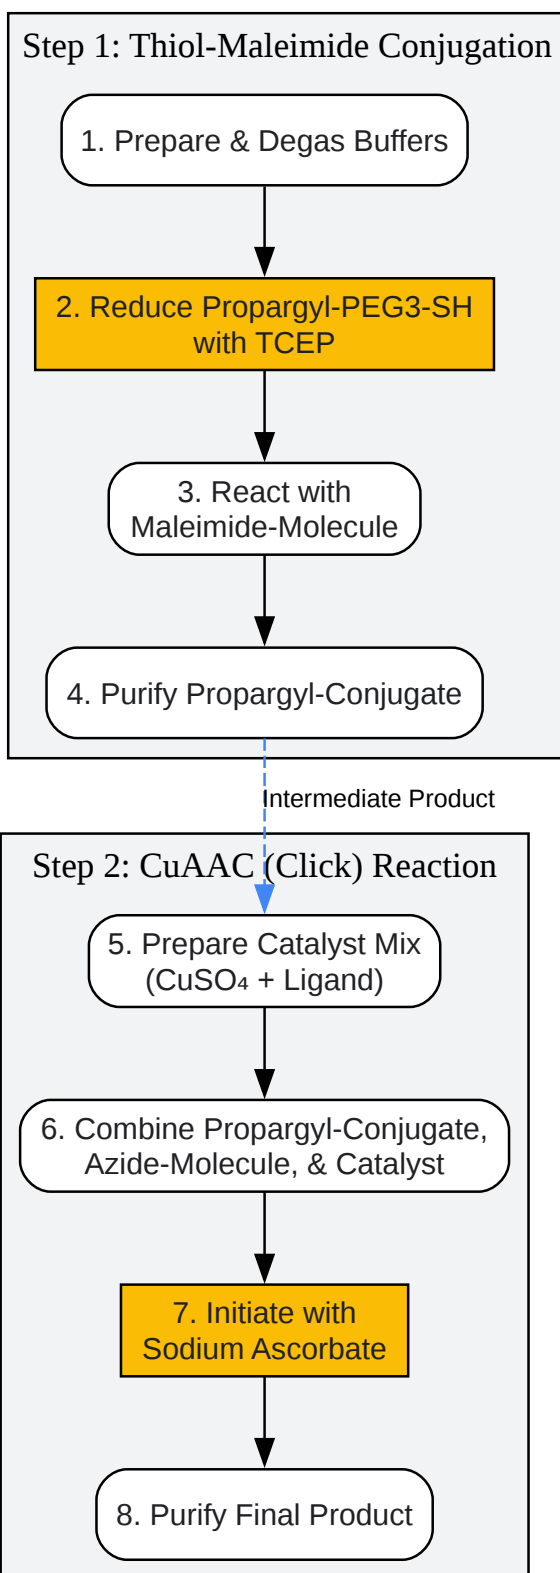 Step 1: Thiol-Maleimide Conjugation
1. Prepare & Degas Buffers
2. Reduce Propargyl-PEG3-SH
with TCEP
3. React with
Maleimide-Molecule
4. Purify Propargyl-Conjugate
Intermediate Product
Step 2: CuAAC (Click) Reaction
5. Prepare Catalyst Mix
(CuSO₄ + Ligand)
6. Combine Propargyl-Conjugate,
Azide-Molecule, & Catalyst
7. Initiate with
Sodium Ascorbate
8. Purify Final Product